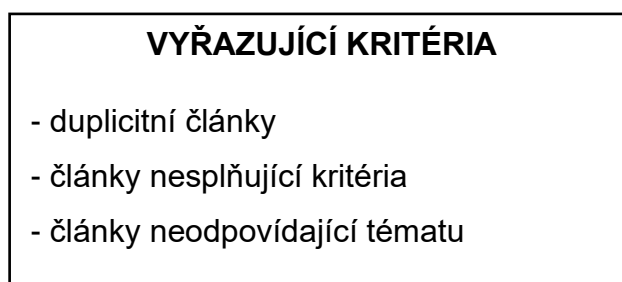 VYŘAZUJÍCÍ KRITÉRIA
- duplicitní články
- články nesplňující kritéria
- články neodpovídající tématu